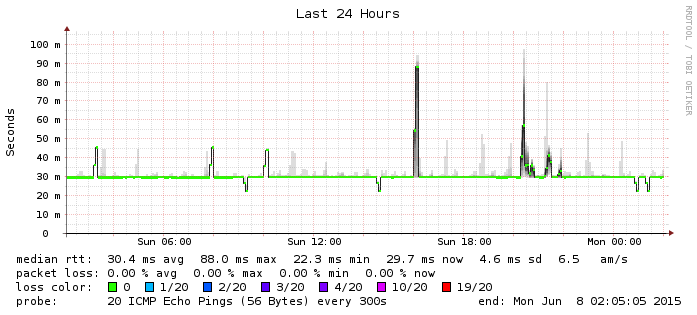 Last 24 Hours
RRDTOOL / TOBI OETIKER
Seconds
100 m
90 m
80 m
70 m
60 m
50 m
40 m
30 m
20 m
10 m
0
Sun 06:00 Sun 12:00 Sun 18:00 Mon 00:00
median rtt: 30.4 ms avg 88.0 ms max 22.3 ms min 29.7 ms now 4.6 ms sd 6.5 am/s
packet loss: 0.00 % avg 0.00 % max 0.00 % min 0.00 % now
loss color: 0 1/20 2/20 3/20 4/20 10/20 19/20
probe: 20 ICMP Echo Pings (56 Bytes) every 300s end: Mon Jun 8 02:05:05 2015